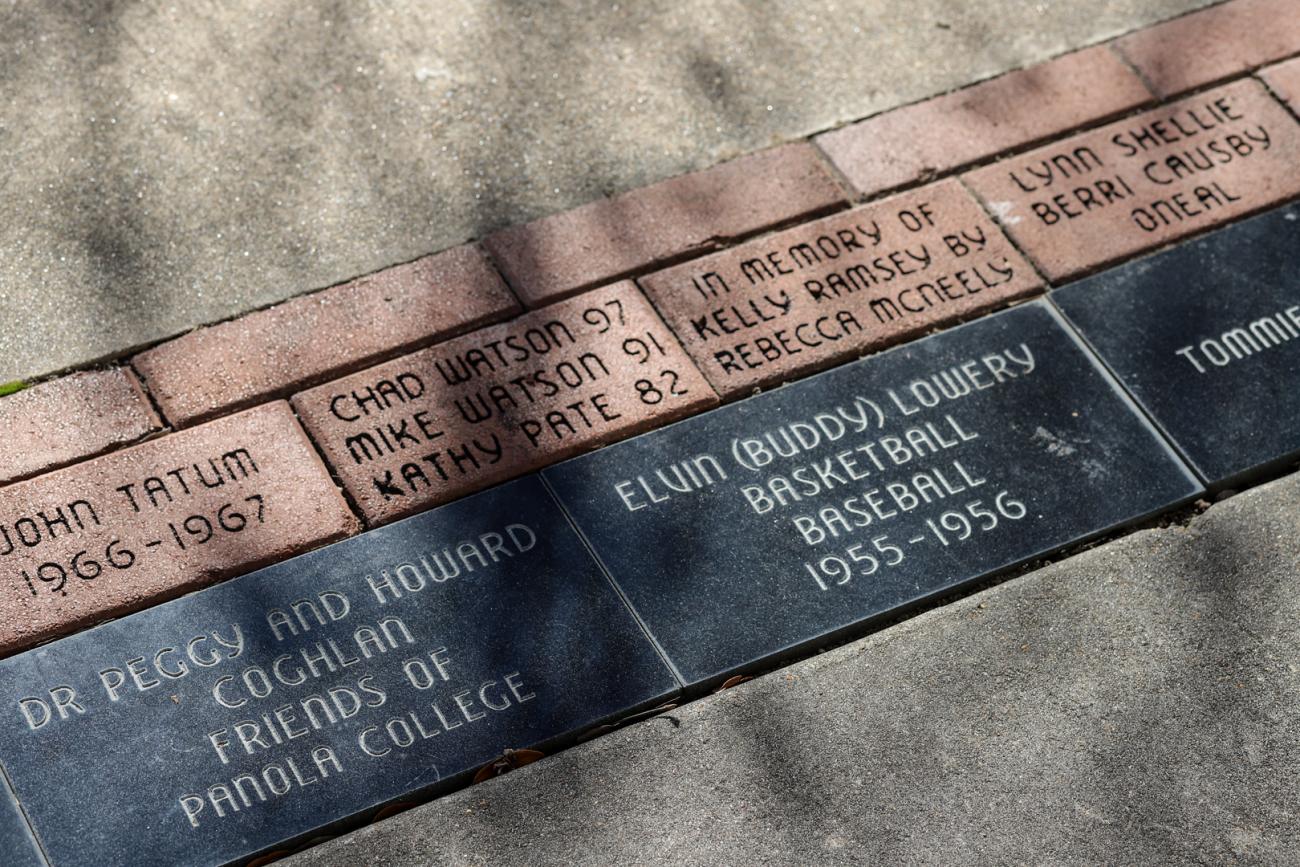 JOHN TATUM
1966-1967
CHAD WATSON 97
MIKE WATSON 91
KATHY PATE 82
IN MEMORY OF
KELLY RAMSEY BY
REBECCA MCNEELY
LYNN SHELLIE
BERRI CAUSBY
ONEAL
DR PEGGY AND HOWARD
COGHLAN
FRIENDS OF
PANOLA COLLEGE
ELVIN (BUDDY) LOWERY
BASKETBALL
BASEBALL
1955-1956
TOMMIE